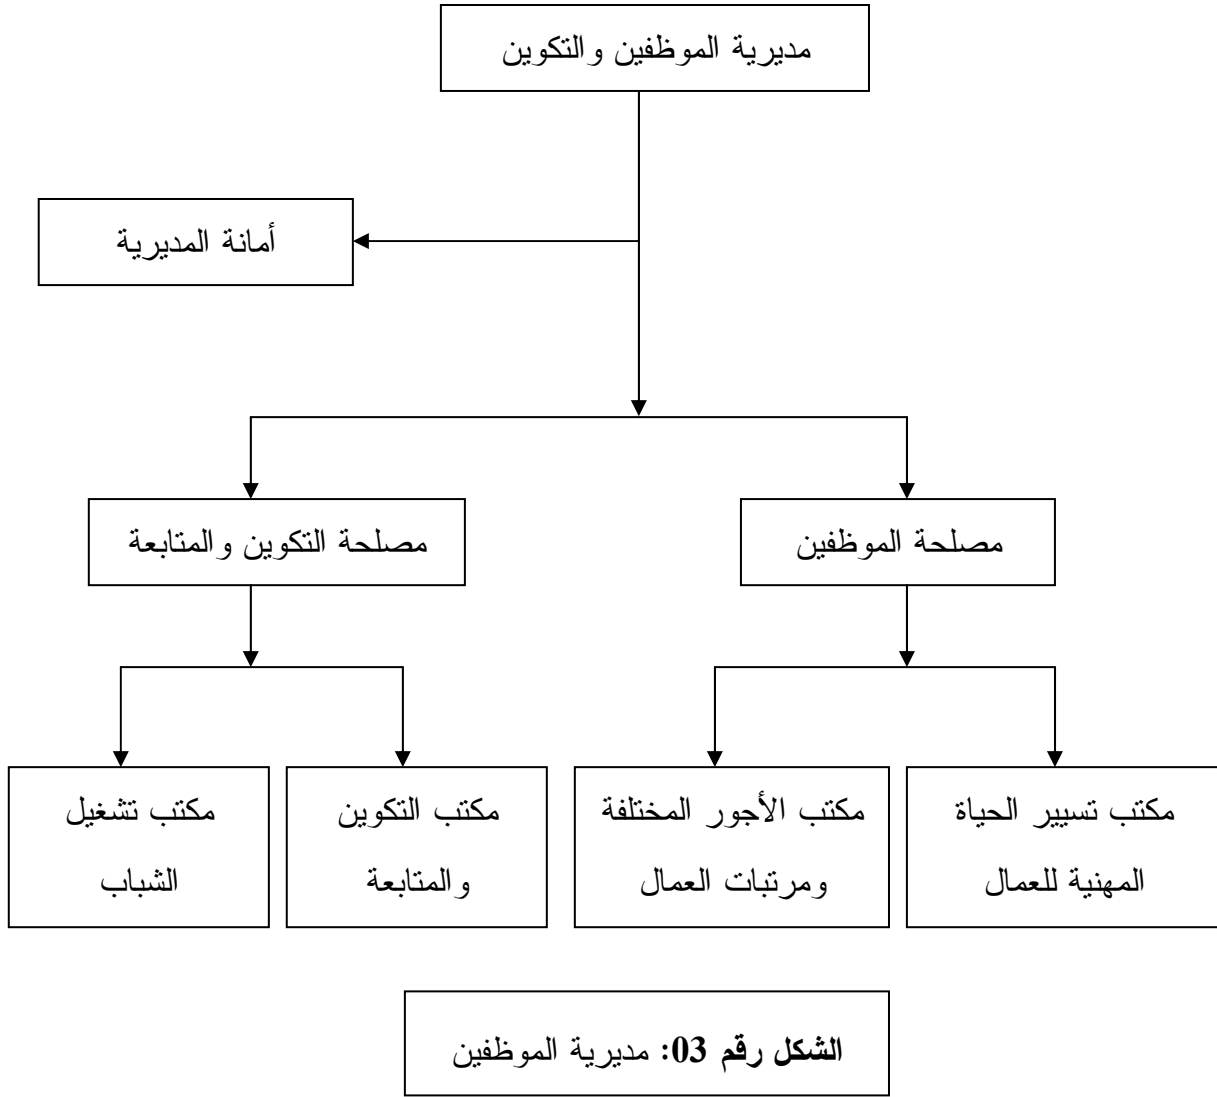 مديرية الموظفين والتكوين
أمانة المديرية
مصلحة الموظفين
مصلحة التكوين والمتابعة
مكتب تسيير الحياة
المهنية للعمال
مكتب الأجور المختلفة
ومرتبات العمال
مكتب التكوين
والمتابعة
مكتب تشغيل
الشباب
الشكل رقم 03: مديرية الموظفين